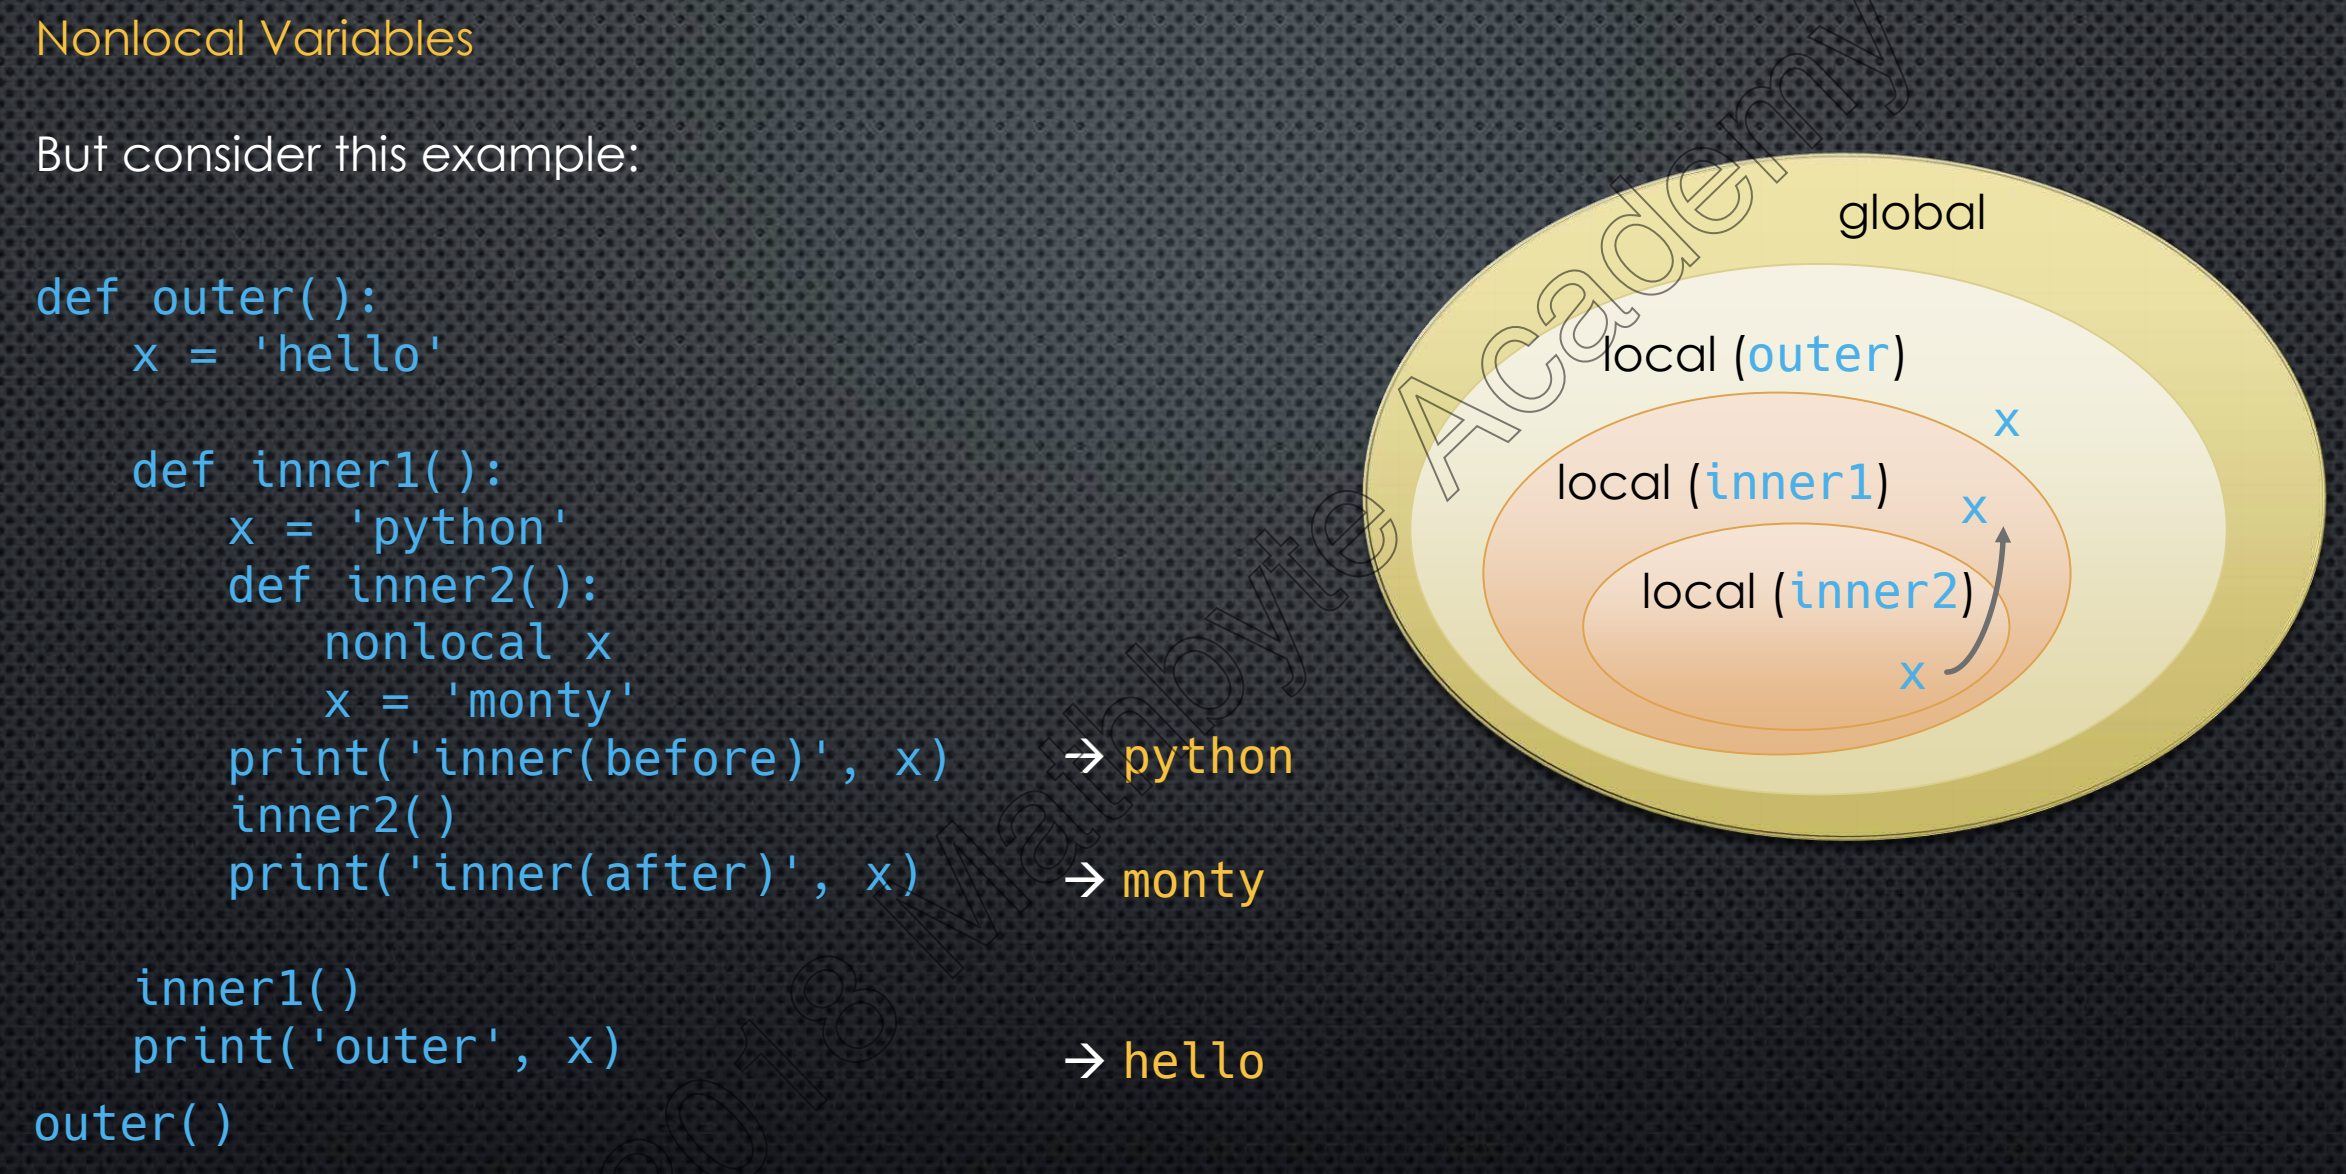 Nonlocal Variables
But consider this example:
def outer():
    x = 'hello'
    def inner1():
        x = 'python'
        def inner2():
            nonlocal x
            x = 'monty'
        print('inner(before)', x) → python
        inner2()
        print('inner(after)', x) → monty
    inner1()
    print('outer', x) → hello
outer()
global
local (outer)
x
local (inner1)
x
local (inner2)
x
Mathbyte Academy